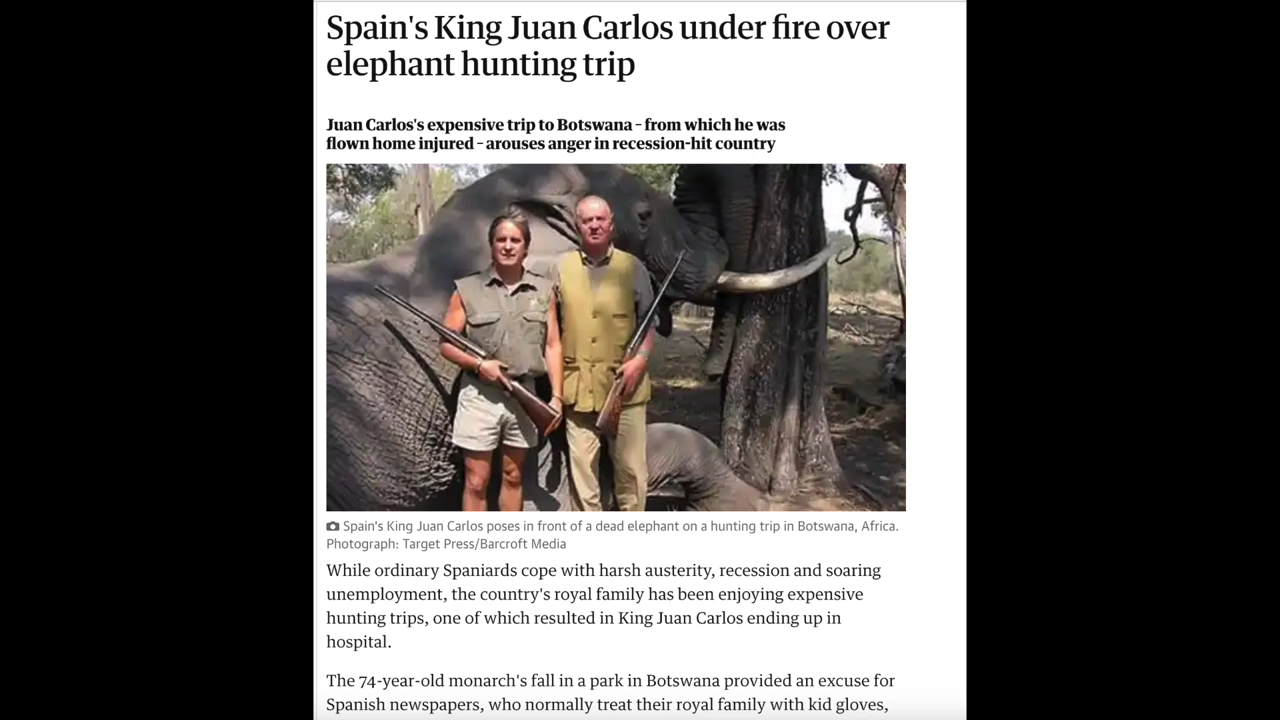 Spain's King Juan Carlos under fire over
elephant hunting trip
Juan Carlos's expensive trip to Botswana – from which he was
flown home injured – arouses anger in recession-hit country
Spain's King Juan Carlos poses in front of a dead elephant on a hunting trip in Botswana, Africa.
Photograph: Target Press/Barcroft Media
While ordinary Spaniards cope with harsh austerity, recession and soaring
unemployment, the country's royal family has been enjoying expensive
hunting trips, one of which resulted in King Juan Carlos ending up in
hospital.
The 74-year-old monarch's fall in a park in Botswana provided an excuse for
Spanish newspapers, who normally treat their royal family with kid gloves,